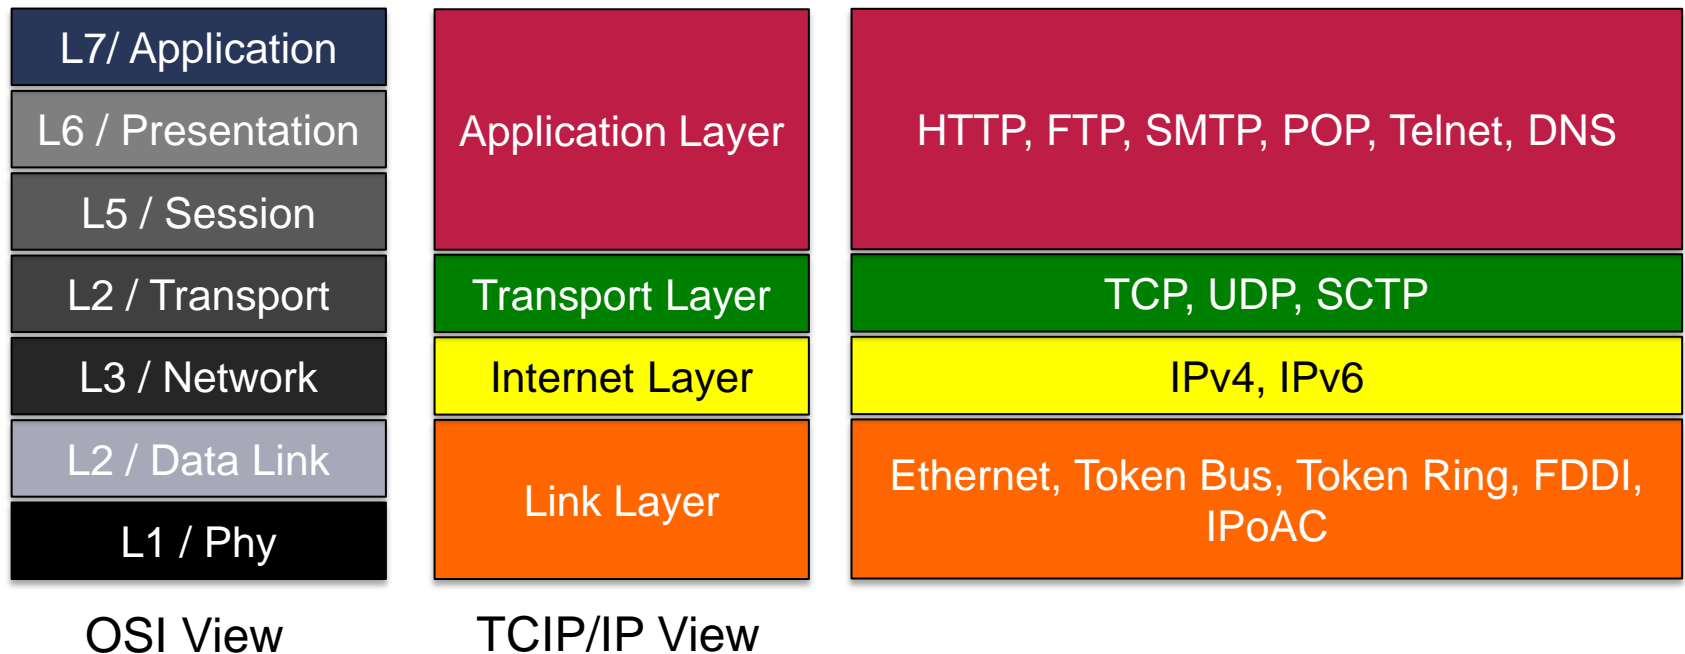 L7/ Application
L6 / Presentation
L5 / Session
L2 / Transport
L3 / Network
L2 / Data Link
L1 / Phy
OSI View
Application Layer
Transport Layer
Internet Layer
Link Layer
TCIP/IP View
HTTP, FTP, SMTP, POP, Telnet, DNS
TCP, UDP, SCTP
IPv4, IPv6
Ethernet, Token Bus, Token Ring, FDDI,
IPoAC